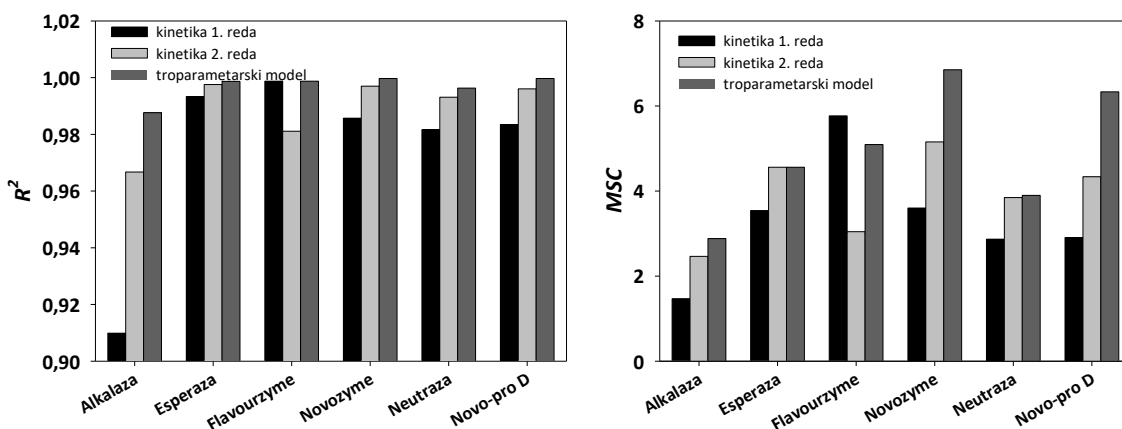 1,02
1,00
0,98
0,96
0,94
0,92
0,90
R²
kinetika 1. reda
kinetika 2. reda
troparametarski model
Alkalaza
Esperaza
Flavourzyme
Novozyme
Neutraza
Novo-pro D
8
6
4
2
0
MSC
kinetika 1. reda
kinetika 2. reda
troparametarski model
Alkalaza
Esperaza
Flavourzyme
Novozyme
Neutraza
Novo-pro D